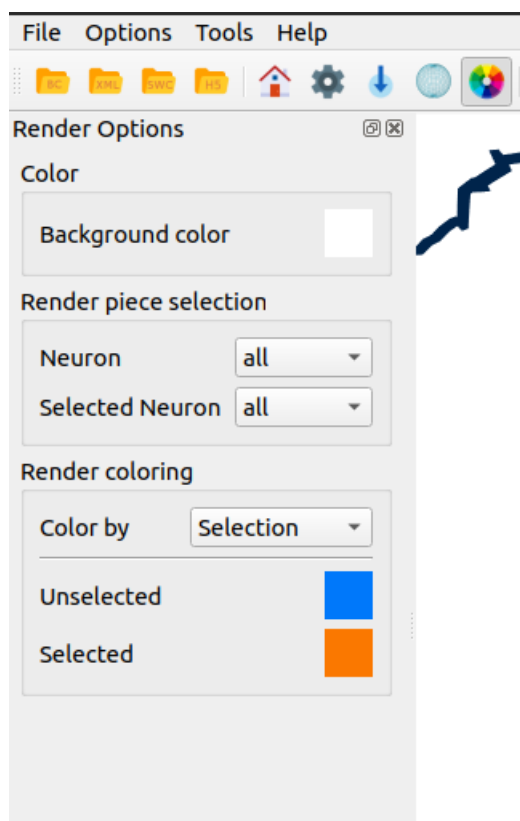 File Options Tools Help
BC XML SWC H5
Render Options
Color
Background color
Render piece selection
Neuron all
Selected Neuron all
Render coloring
Color by Selection
Unselected
Selected